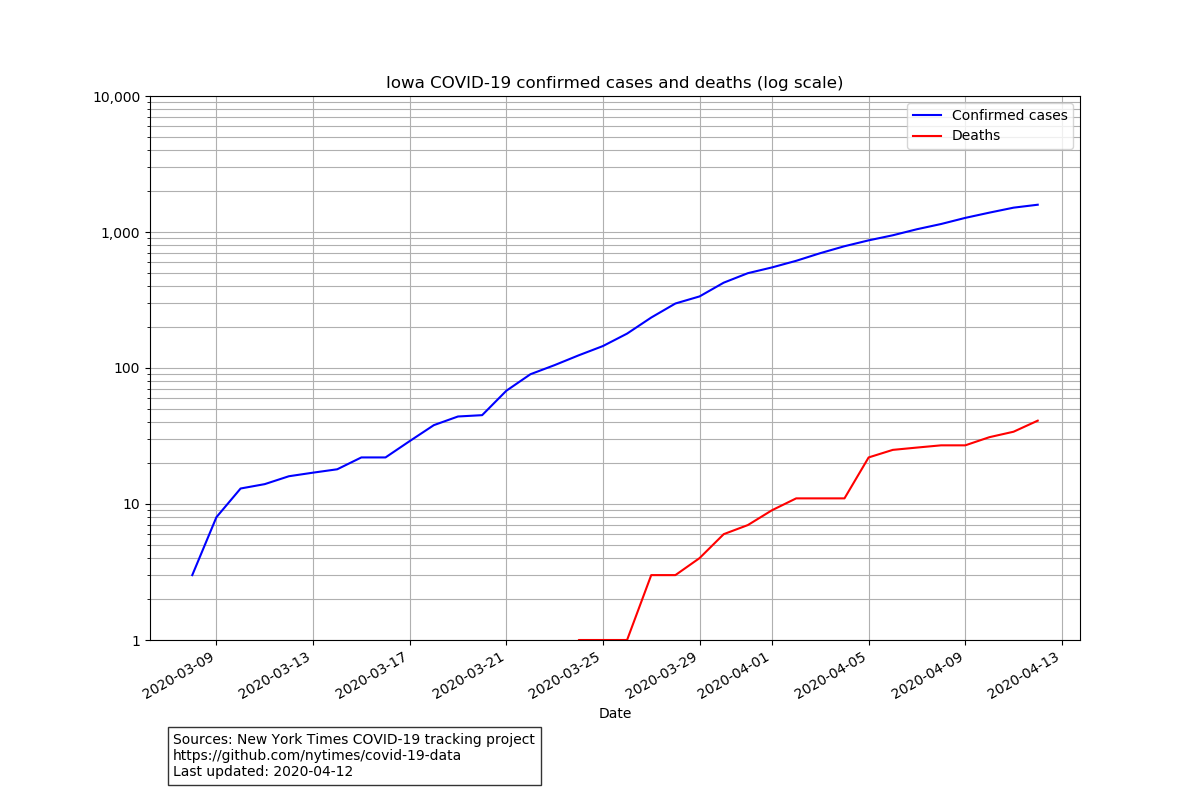 Iowa COVID-19 confirmed cases and deaths (log scale)
10,000
1,000
100
10
1
Confirmed cases
Deaths
2020-03-09
2020-03-13
2020-03-17
2020-03-21
2020-03-25
2020-03-29
2020-04-01
2020-04-05
2020-04-09
2020-04-13
Date
Sources: New York Times COVID-19 tracking project
https://github.com/nytimes/covid-19-data
Last updated: 2020-04-12